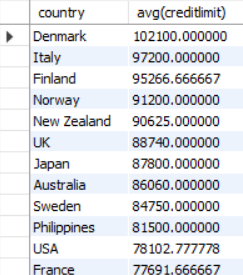 country avg(creditlimit)
Denmark 102100.000000
Italy 97200.000000
Finland 95266.666667
Norway 91200.000000
New Zealand 90625.000000
UK 88740.000000
Japan 87800.000000
Australia 86060.000000
Sweden 84750.000000
Philippines 81500.000000
USA 78102.777778
France 77691.666667